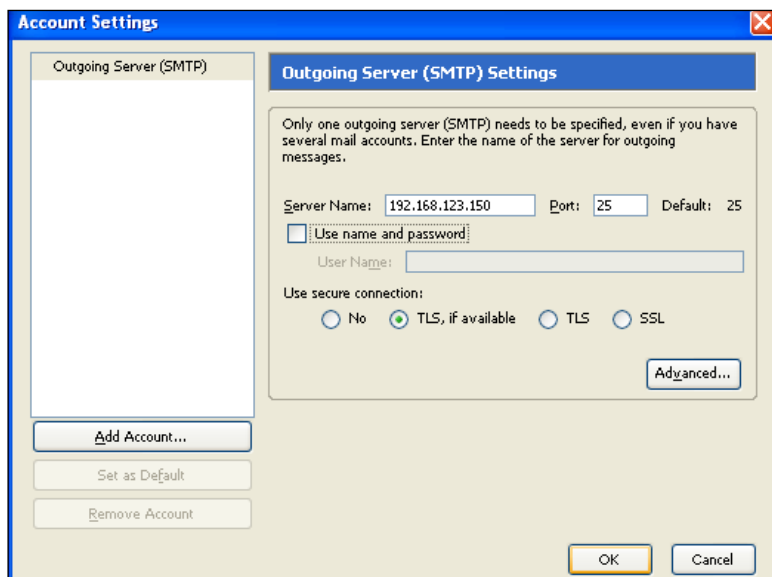 Account Settings
Outgoing Server (SMTP)
Outgoing Server (SMTP) Settings
Only one outgoing server (SMTP) needs to be specified, even if you have
several mail accounts. Enter the name of the server for outgoing
messages.
Server Name: 192.168.123.150 Port: 25 Default: 25
Use name and password
User Name:
Use secure connection:
No TLS, if available TLS SSL
Advanced...
Add Account...
Set as Default
Remove Account
OK Cancel